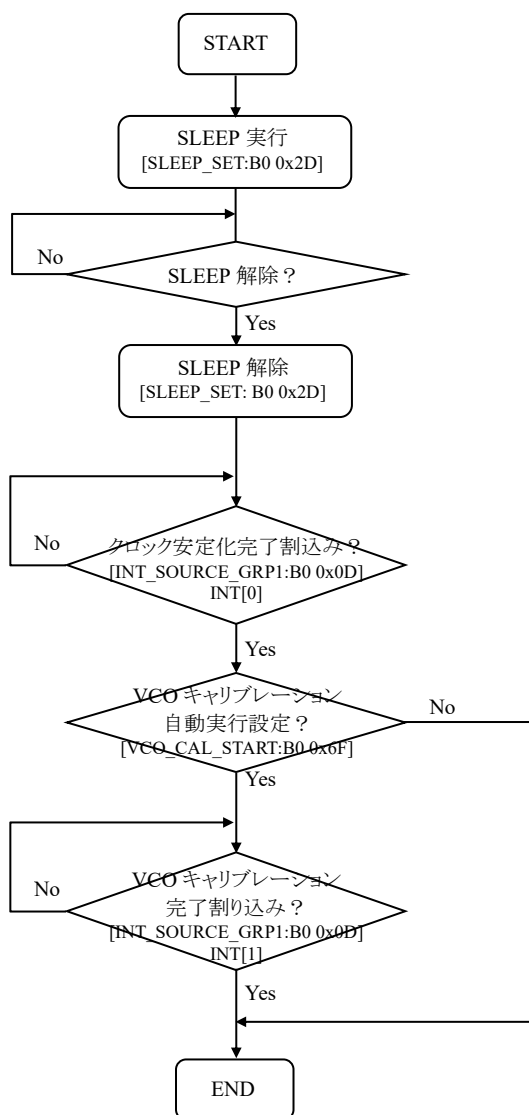 START
SLEEP 実行
[SLEEP_SET:B0 0x2D]
No
SLEEP 解除？
Yes
SLEEP 解除
[SLEEP_SET: B0 0x2D]
No
クロック安定化完了割込み？
[INT_SOURCE_GRP1:B0 0x0D]
INT[0]
Yes
VCO キャリブレーション
自動実行設定？
[VCO_CAL_START:B0 0x6F]
No
Yes
No
VCO キャリブレーション
完了割り込み？
[INT_SOURCE_GRP1:B0 0x0D]
INT[1]
Yes
END